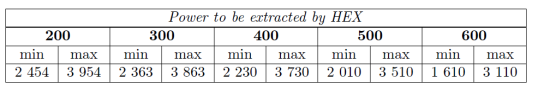 Power to be extracted by HEX
200 300 400 500 600
min max min max min max min max min max
2 454 3 954 2 363 3 863 2 230 3 730 2 010 3 510 1 610 3 110